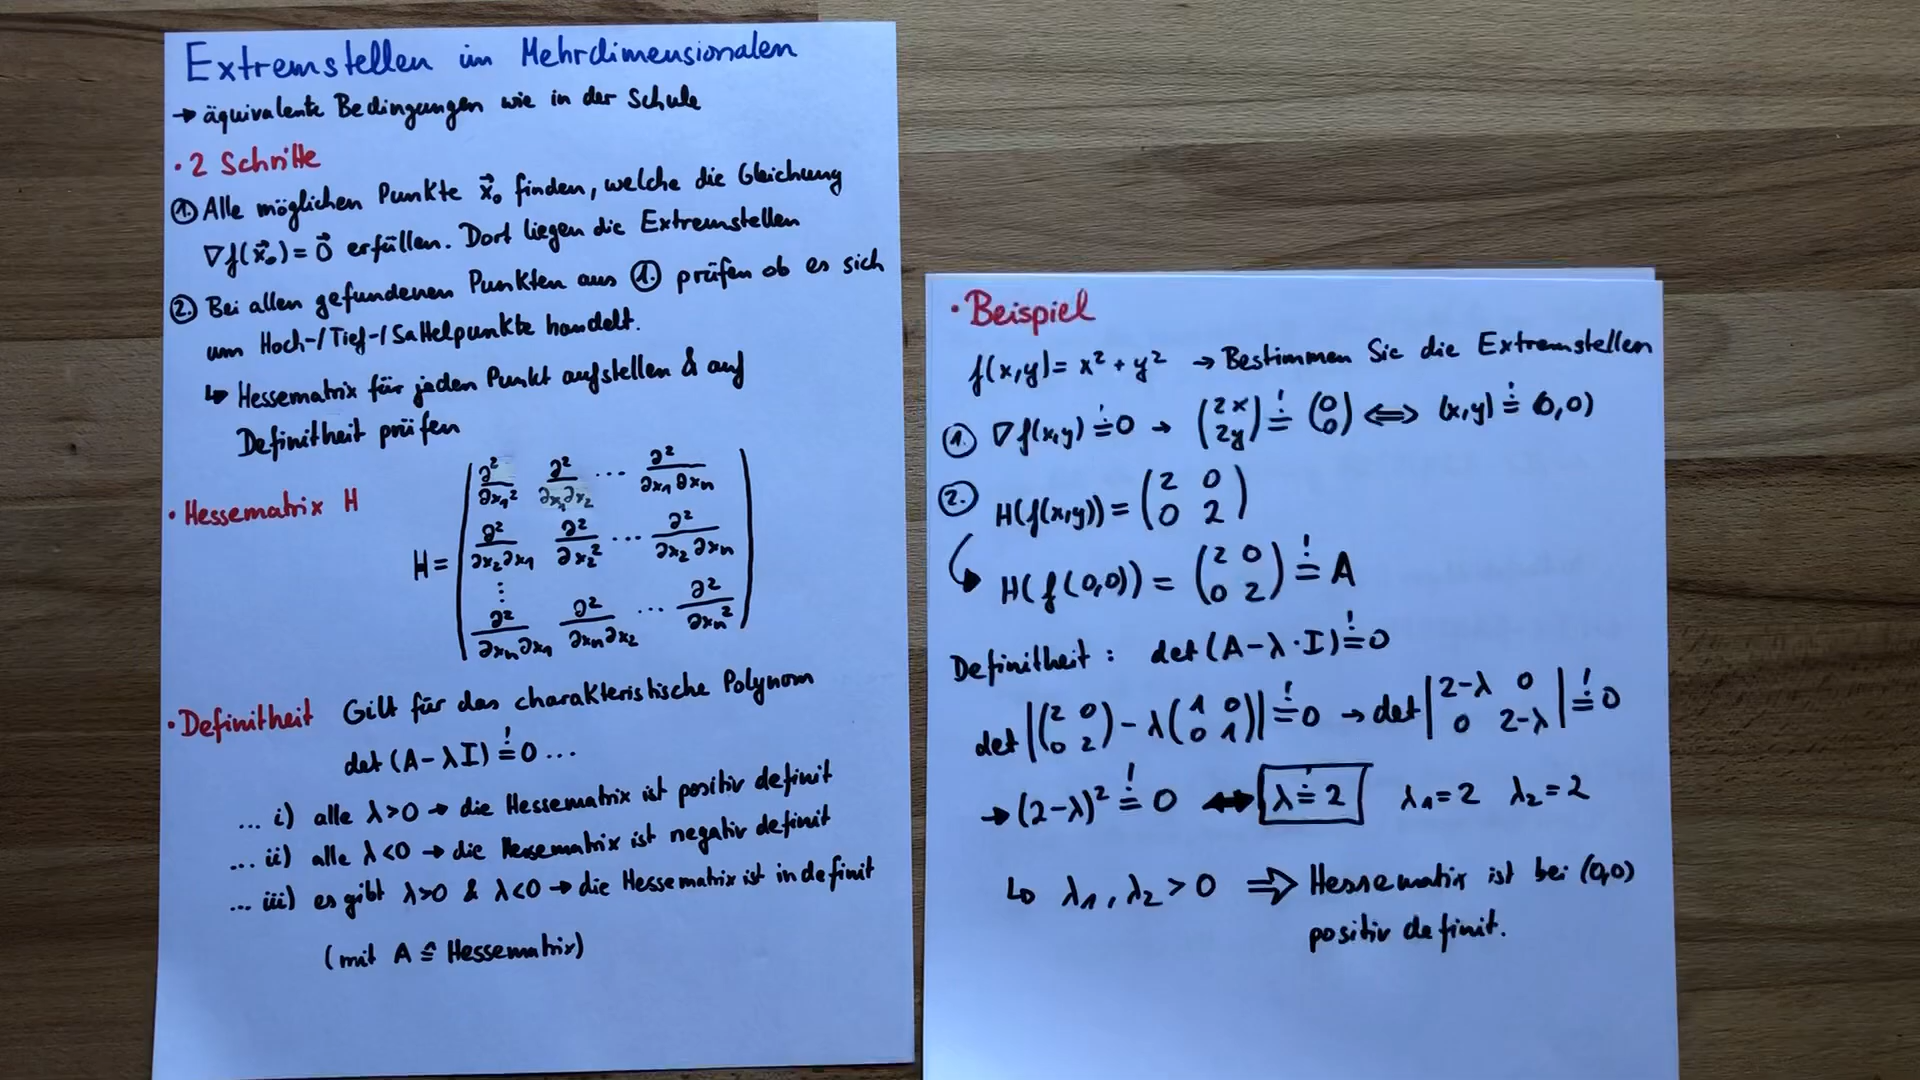 Extremstellen im Mehrdimensionalen
→ äquivalente Bedingungen wie in der Schule
• 2 Schritte
①. Alle möglichen Punkte x⃗₀ finden, welche die Gleichung
∇f(x⃗₀) = 0⃗ erfüllen. Dort liegen die Extremstellen
②. Bei allen gefundenen Punkten aus ①. prüfen ob es sich
um Hoch-/Tief-/Sattelpunkte handelt.
↳ Hessematrix für jeden Punkt aufstellen & auf
Definitheit prüfen
• Hessematrix H
H = ( ∂²/∂x₁² ∂²/∂x₁∂x₂ ⋯ ∂²/∂x₁∂xₙ
∂²/∂x₂∂x₁ ∂²/∂x₂² ⋯ ∂²/∂x₂∂xₙ
⋮
∂²/∂xₙ∂x₁ ∂²/∂xₙ∂x₂ ⋯ ∂²/∂xₙ² )
• Definitheit Gilt für das charakteristische Polynom
det (A-λI) =! 0 ...
... i) alle λ>0 → die Hessematrix ist positiv definit
... ii) alle λ<0 → die Hessematrix ist negativ definit
... iii) es gibt λ>0 & λ<0 → die Hessematrix ist indefinit
(mit A ≙ Hessematrix)
• Beispiel
f(x,y) = x² + y² → Bestimmen Sie die Extremstellen
①. ∇f(x,y) =! 0 → (2x 2y) =! (0 0) ⟺ (x,y) =! (0,0)
②. H(f(x,y)) = (2 0
0 2)
↳ H(f(0,0)) = (2 0
0 2) =! A
Definitheit: det (A-λ·I) =! 0
det |(2 0 0 2) - λ(1 0 0 1)| =! 0 → det |2-λ 0 0 2-λ| =! 0
→ (2-λ)² =! 0 ⟷ λ =! 2 λ₁=2 λ₂=2
↳ λ₁, λ₂ > 0 ⇒ Hessematrix ist bei (0,0)
positiv definit.